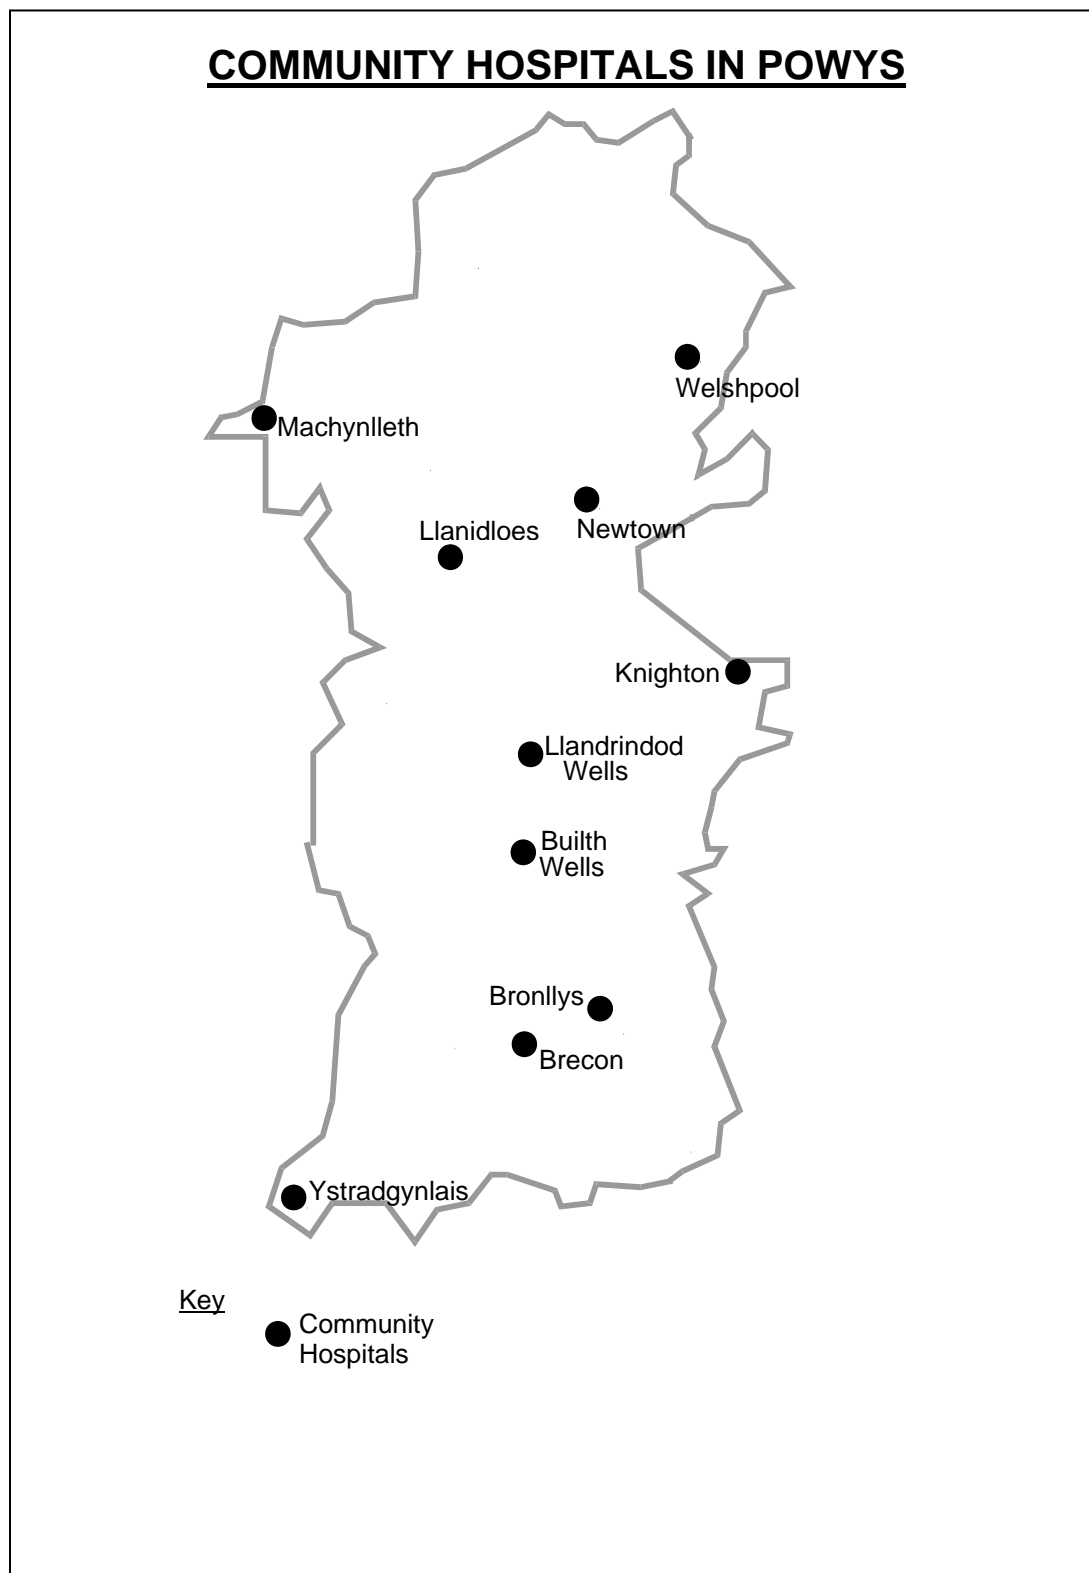 COMMUNITY HOSPITALS IN POWYS
Welshpool
Machynlleth
Llanidloes
Newtown
Knighton
Llandrindod
Wells
Builth
Wells
Bronllys
Brecon
Ystradgynlais
Key
Community
Hospitals